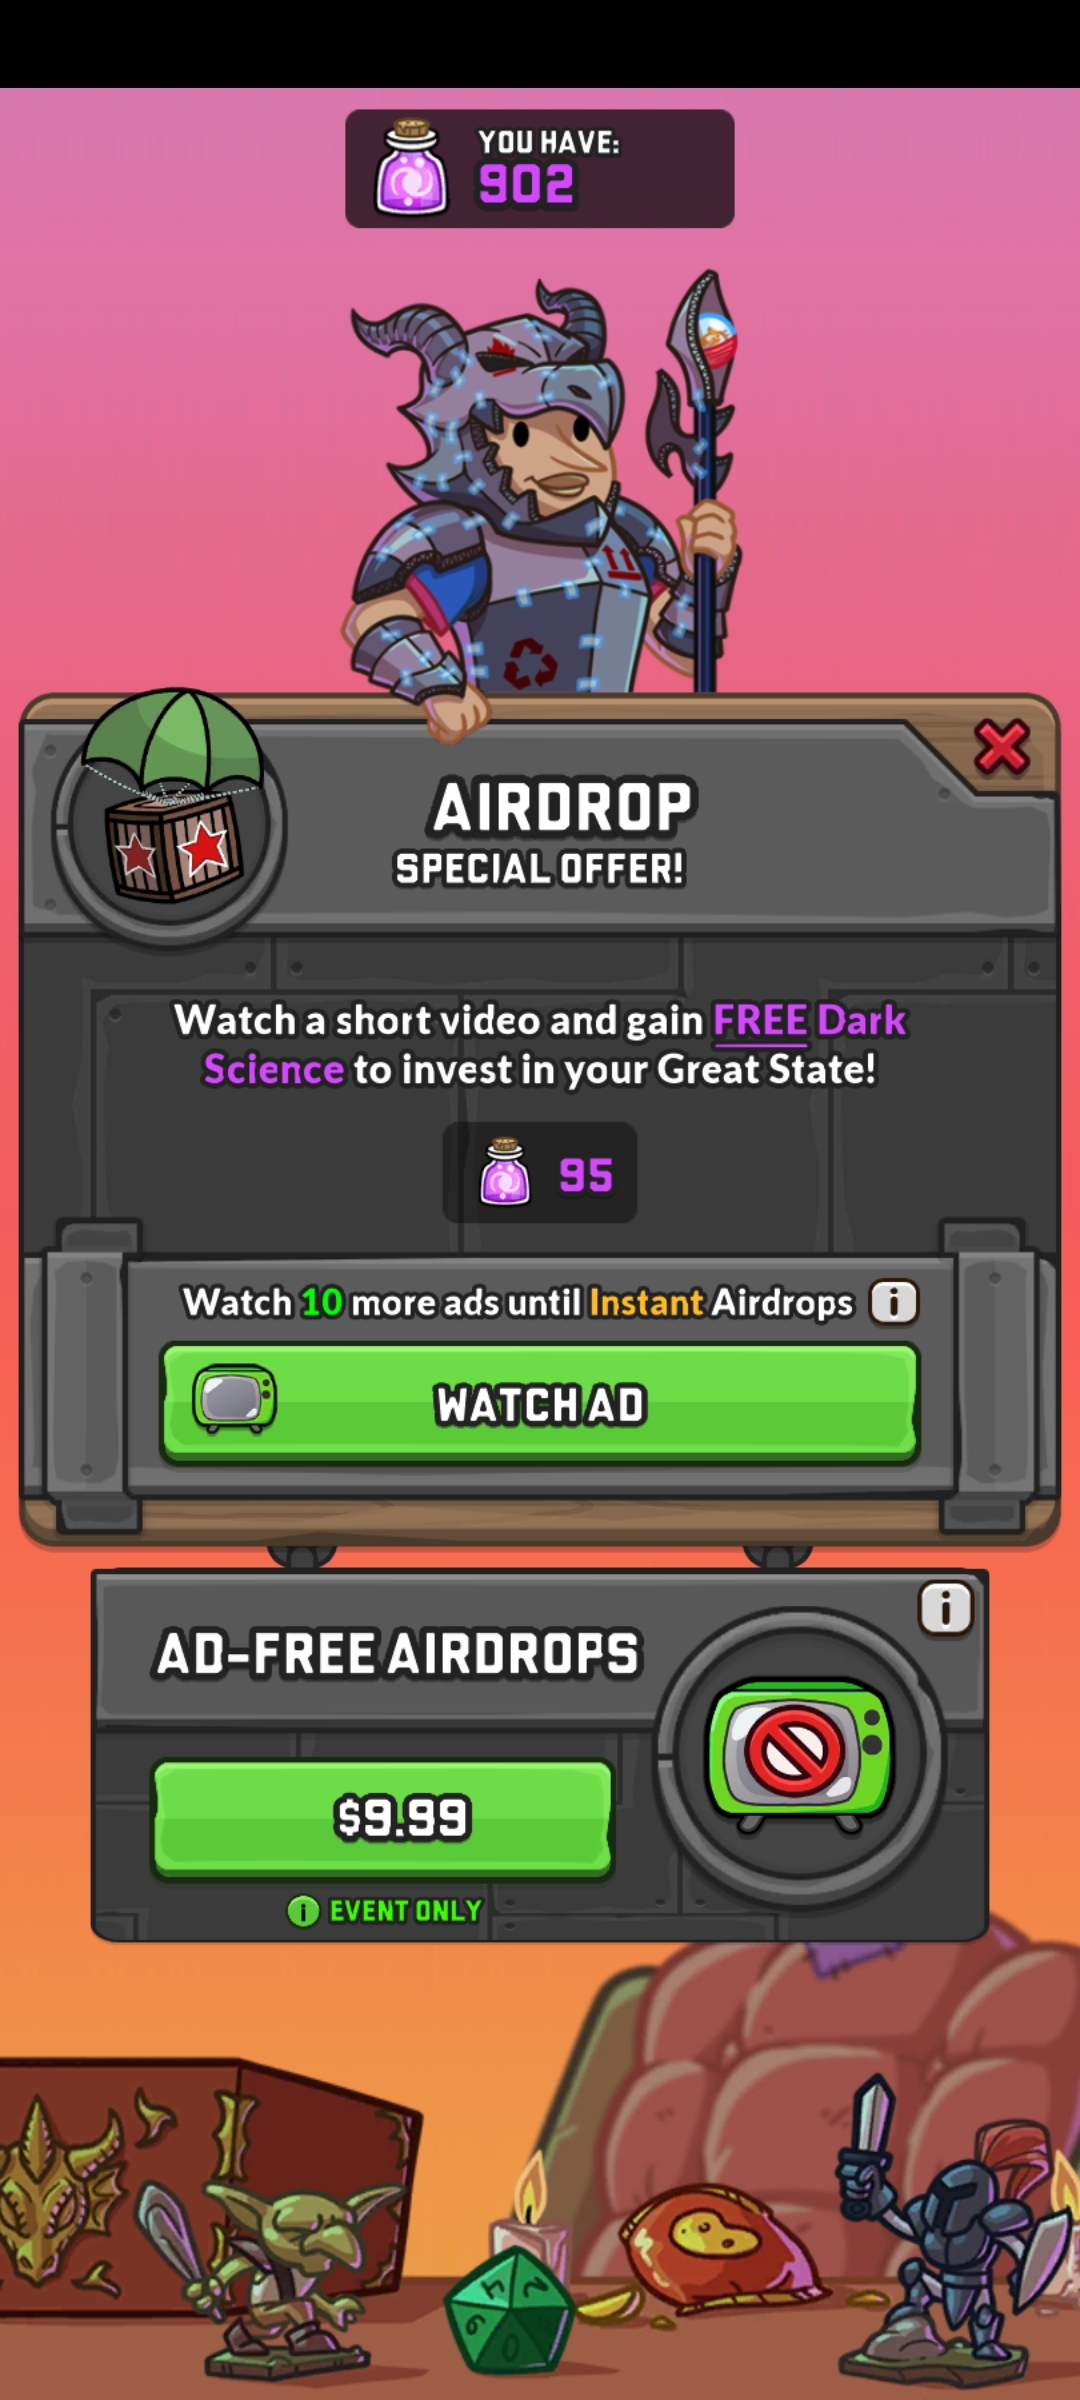 YOU HAVE:
902
AIRDROP
SPECIAL OFFER!
Watch a short video and gain FREE Dark
Science to invest in your Great State!
95
Watch 10 more ads until Instant Airdrops i
WATCH AD
i
AD-FREE AIRDROPS
$9.99
i EVENT ONLY